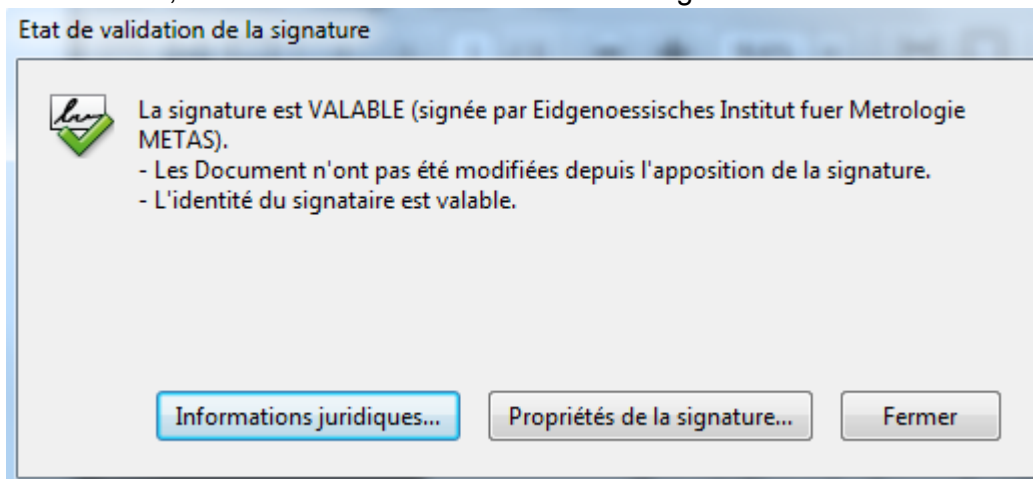 Etat de validation de la signature
La signature est VALABLE (signée par Eidgenoessisches Institut fuer Metrologie
METAS).
- Les Document n'ont pas été modifiées depuis l'apposition de la signature.
- L'identité du signataire est valable.
Informations juridiques... Propriétés de la signature... Fermer